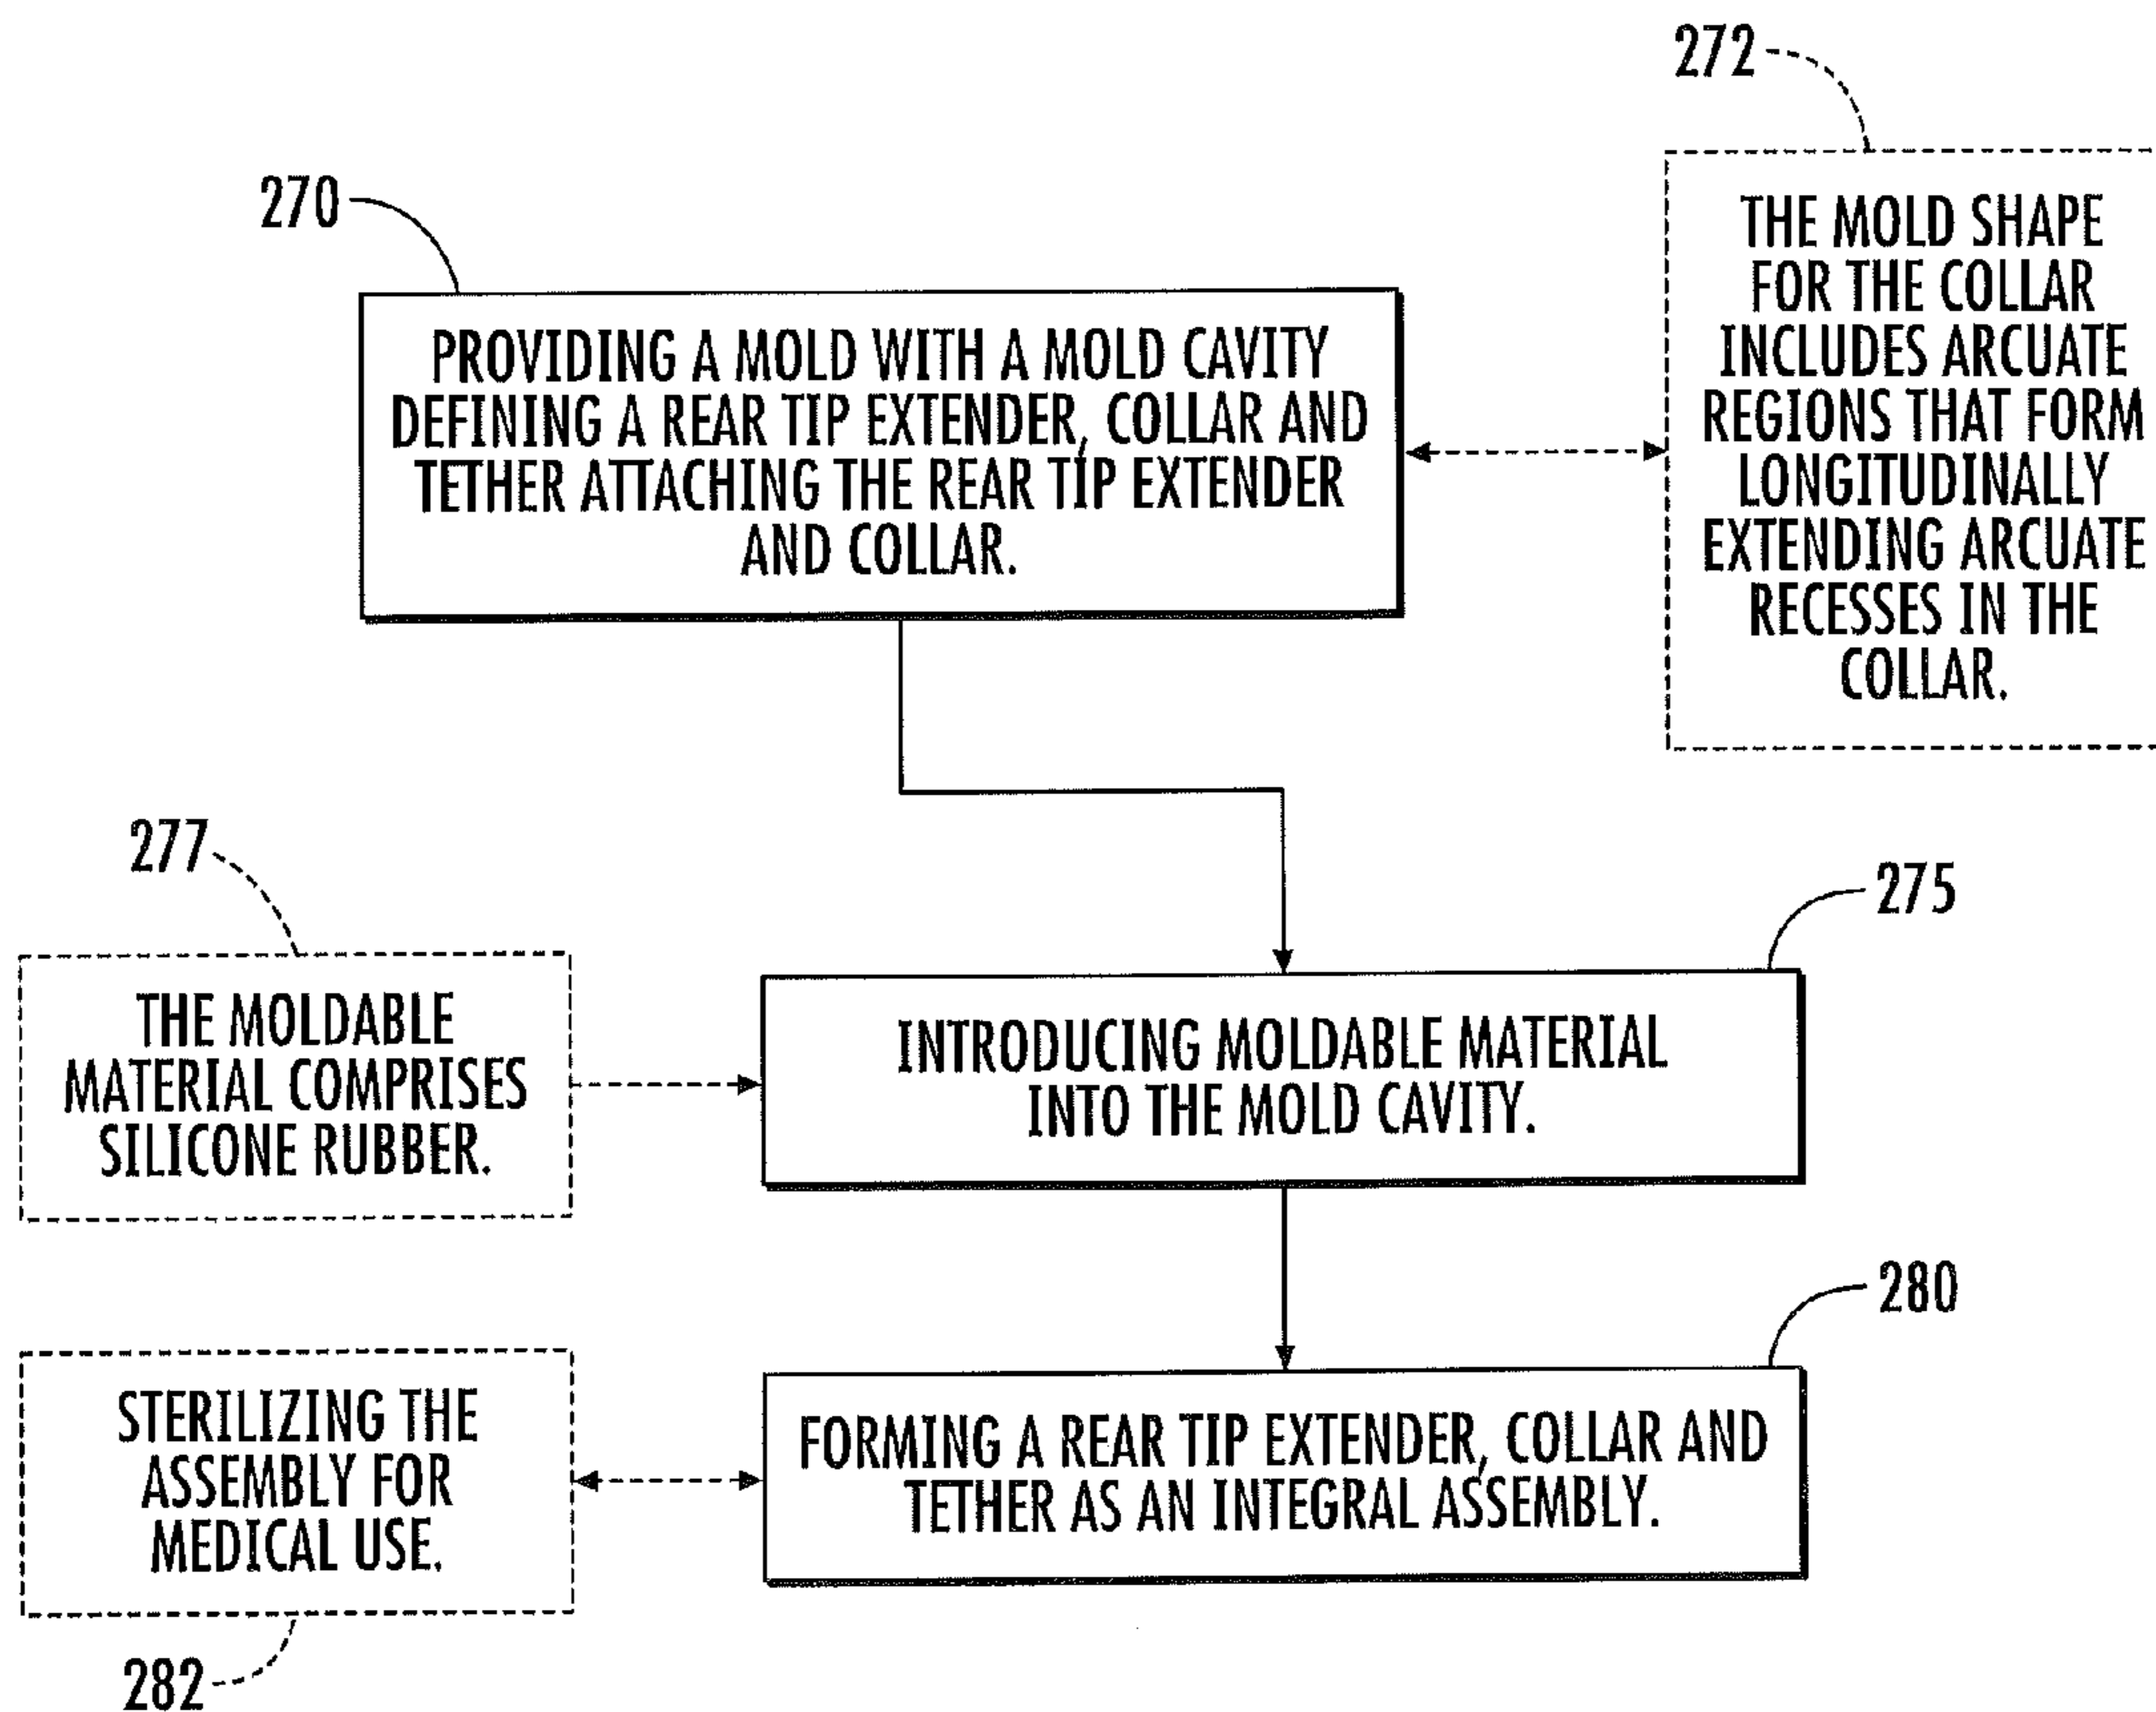 272
THE MOLD SHAPE
FOR THE COLLAR
INCLUDES ARCUATE
REGIONS THAT FORM
LONGITUDINALLY
EXTENDING ARCUATE
RECESSES IN THE
COLLAR.
270
PROVIDING A MOLD WITH A MOLD CAVITY
DEFINING A REAR TIP EXTENDER, COLLAR AND
TETHER ATTACHING THE REAR TIP EXTENDER
AND COLLAR.
277
THE MOLDABLE
MATERIAL COMPRISES
SILICONE RUBBER.
275
INTRODUCING MOLDABLE MATERIAL
INTO THE MOLD CAVITY.
280
FORMING A REAR TIP EXTENDER, COLLAR AND
TETHER AS AN INTEGRAL ASSEMBLY.
STERILIZING THE
ASSEMBLY FOR
MEDICAL USE.
282